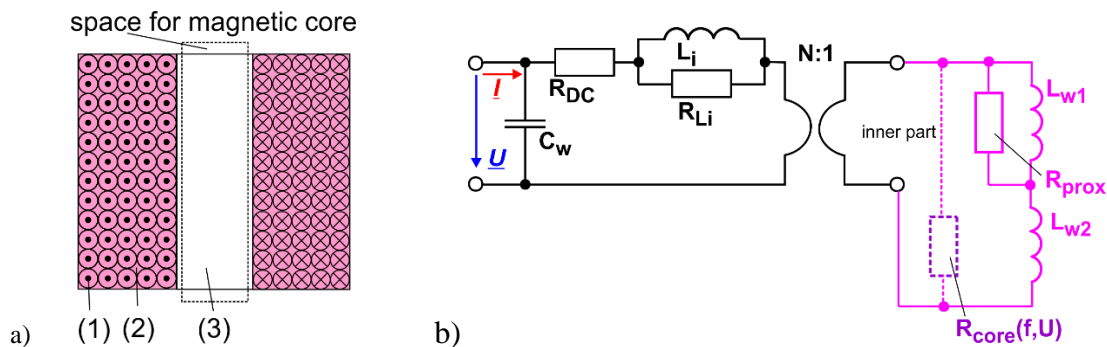 space for magnetic core
(1) (2) (3)
a)
I
U
C_w
R_DC
L_i
R_Li
N:1
inner part
L_w1
R_prox
L_w2
R_core(f,U)
b)